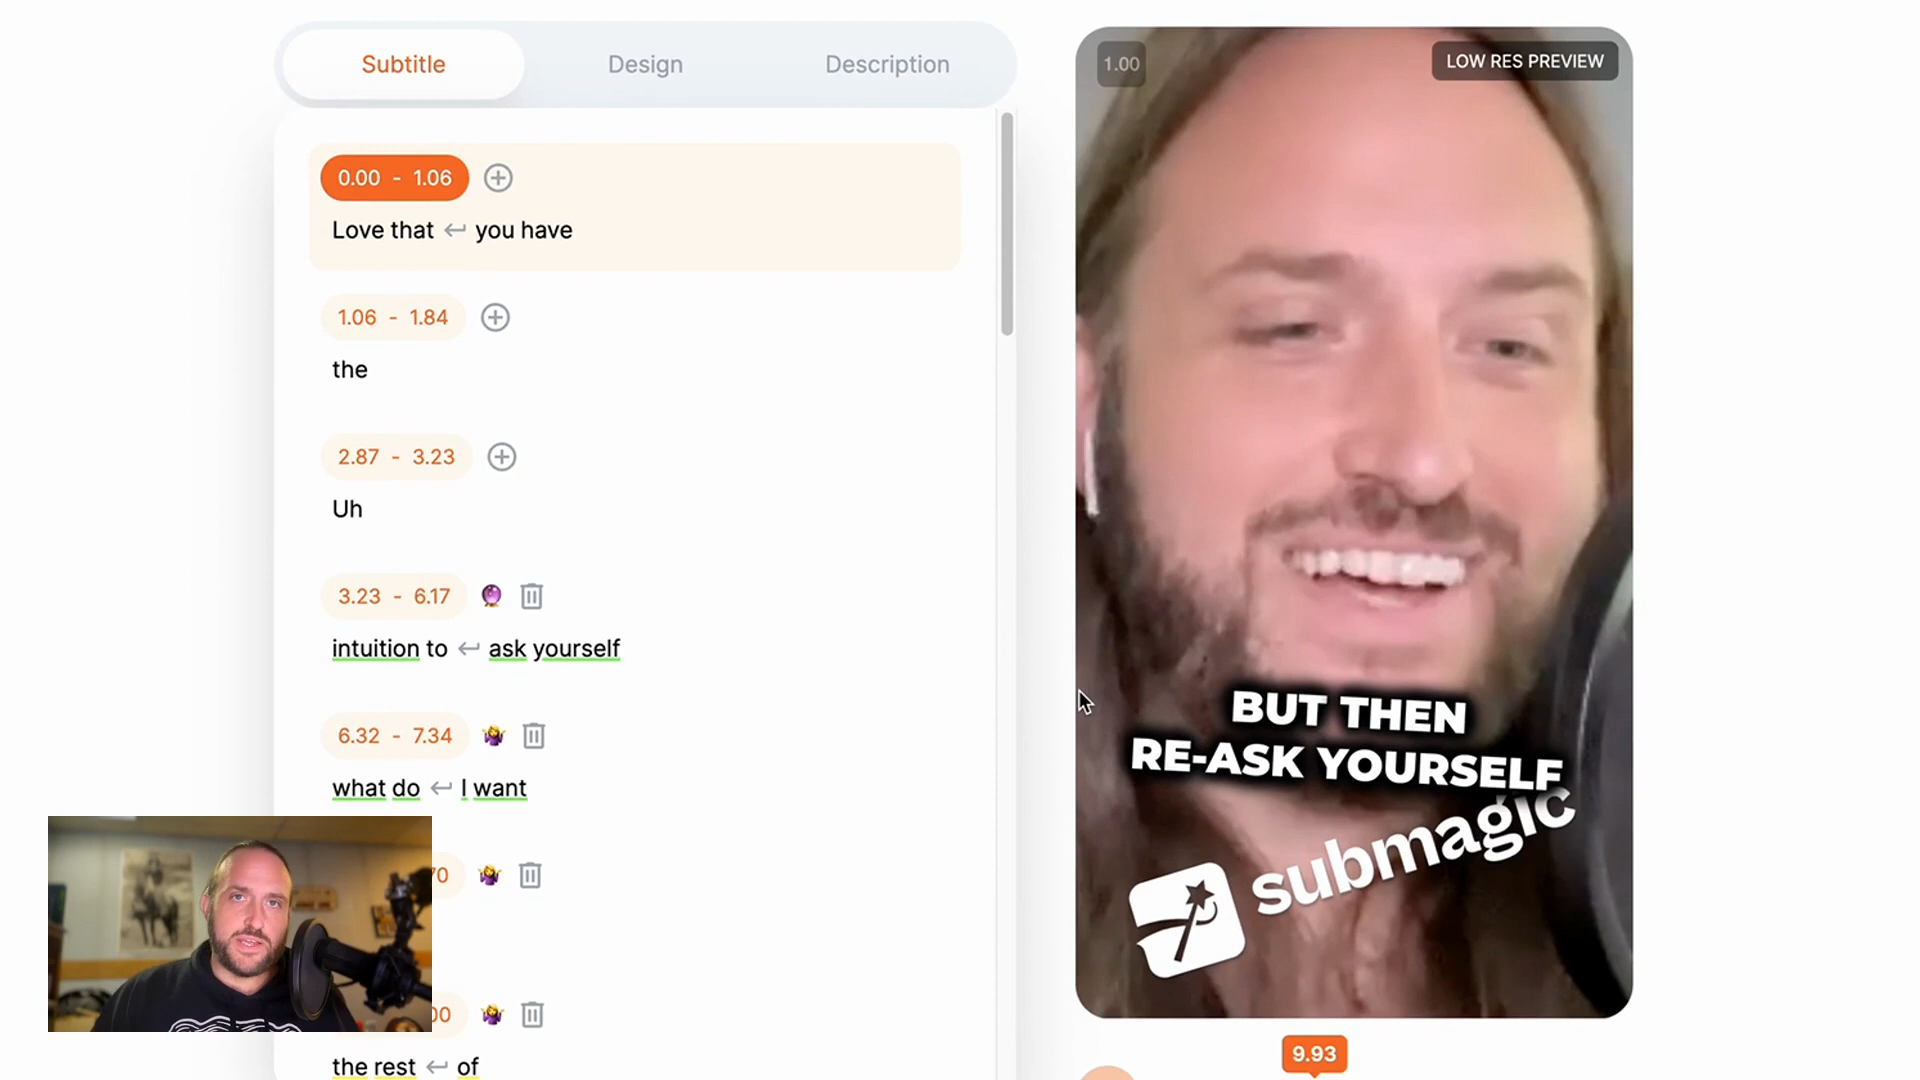 Subtitle
Design
Description
0.00 - 1.06
Love that ↩ you have
1.06 - 1.84
the
2.87 - 3.23
Uh
3.23 - 6.17
intuition to ↩ ask yourself
6.32 - 7.34
what do ↩ I want
70
00
the rest ↩ of
1.00
LOW RES PREVIEW
BUT THEN
RE-ASK YOURSELF
submagic
9.93